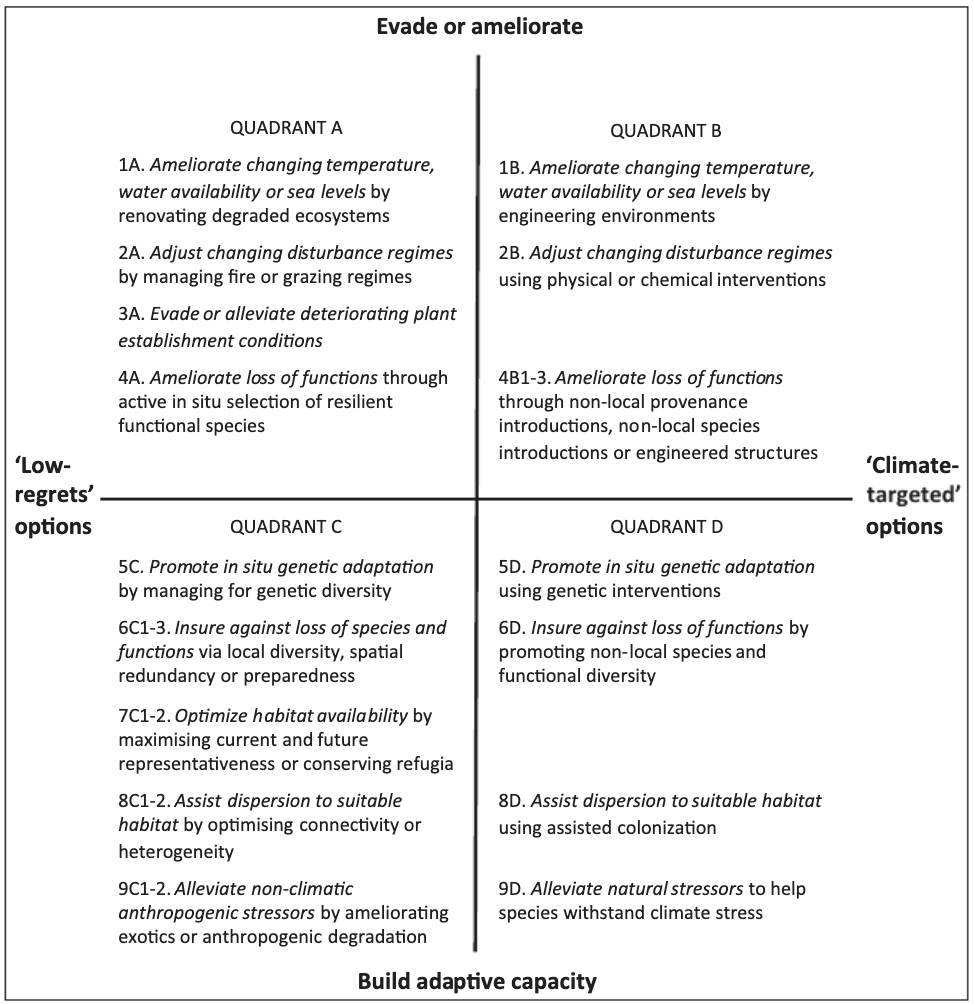 Evade or ameliorate
QUADRANT A
1A. Ameliorate changing temperature,
water availability or sea levels by
renovating degraded ecosystems
2A. Adjust changing disturbance regimes
by managing fire or grazing regimes
3A. Evade or alleviate deteriorating plant
establishment conditions
4A. Ameliorate loss of functions through
active in situ selection of resilient
functional species
QUADRANT B
1B. Ameliorate changing temperature,
water availability or sea levels by
engineering environments
2B. Adjust changing disturbance regimes
using physical or chemical interventions
4B1-3. Ameliorate loss of functions
through non-local provenance
introductions, non-local species
introductions or engineered structures
‘Low-
regrets’
options
‘Climate-
targeted’
options
QUADRANT C
5C. Promote in situ genetic adaptation
by managing for genetic diversity
6C1-3. Insure against loss of species and
functions via local diversity, spatial
redundancy or preparedness
7C1-2. Optimize habitat availability by
maximising current and future
representativeness or conserving refugia
8C1-2. Assist dispersion to suitable
habitat by optimising connectivity or
heterogeneity
9C1-2. Alleviate non-climatic
anthropogenic stressors by ameliorating
exotics or anthropogenic degradation
QUADRANT D
5D. Promote in situ genetic adaptation
using genetic interventions
6D. Insure against loss of functions by
promoting non-local species and
functional diversity
8D. Assist dispersion to suitable habitat
using assisted colonization
9D. Alleviate natural stressors to help
species withstand climate stress
Build adaptive capacity